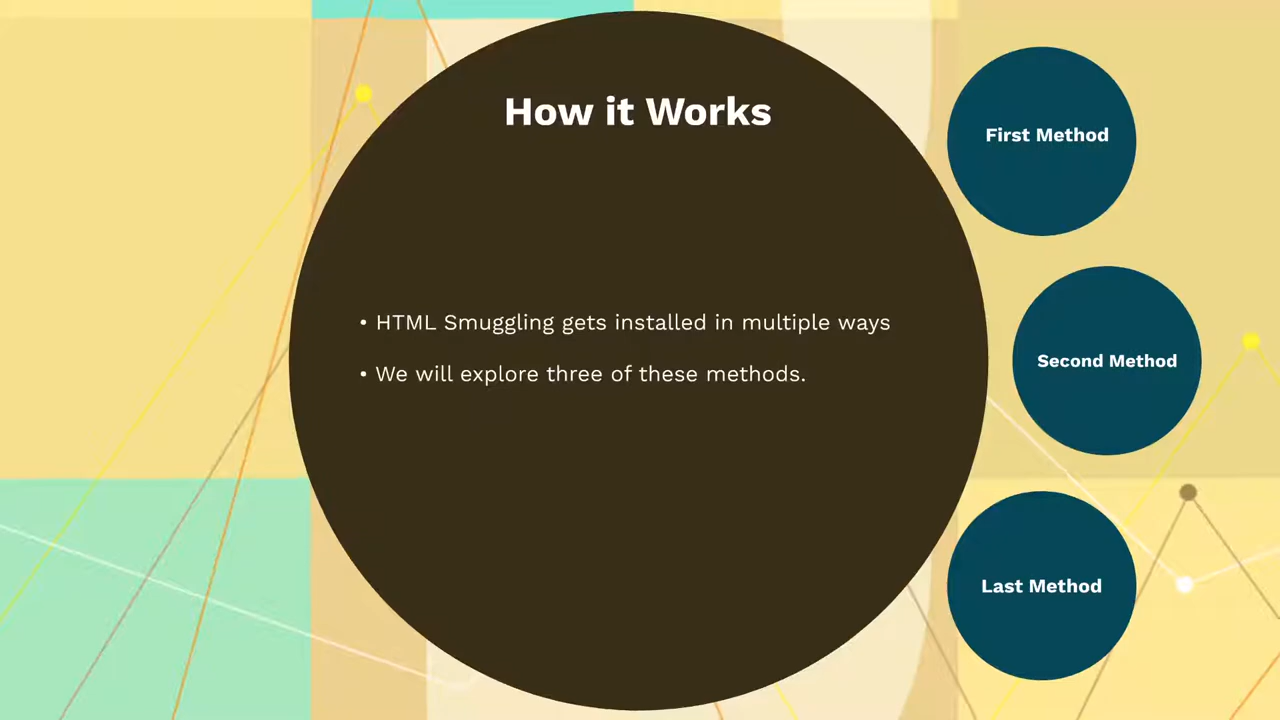 How it Works
• HTML Smuggling gets installed in multiple ways
• We will explore three of these methods.
First Method
Second Method
Last Method